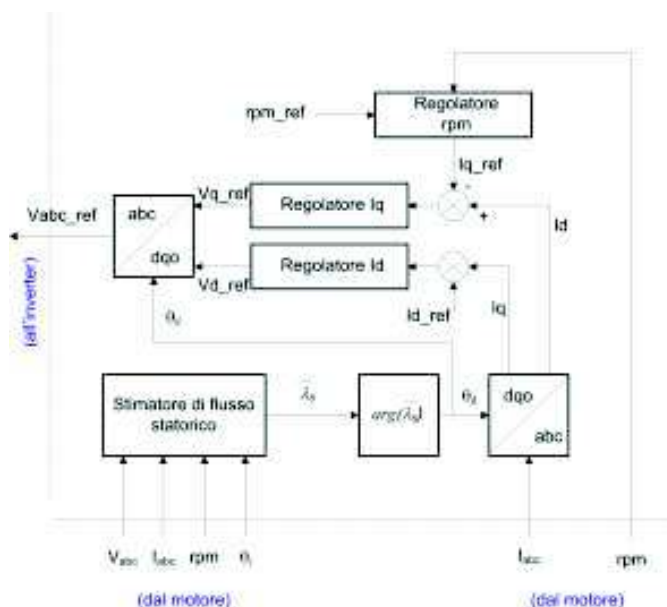 Regolatore
rpm
rpm_ref
Iq_ref
-
+
Vabc_ref
abc
dqo
Vq_ref
Regolatore Iq
Id
Vd_ref
Regolatore Id
Id_ref
Iq
(all'inverter)
Stimatore di flusso
statorico
λ̄s
arg(λ̄s)
dqo
abc
Vabc
Iabc
rpm
Iabc
rpm
(dal motore)
(dal motore)